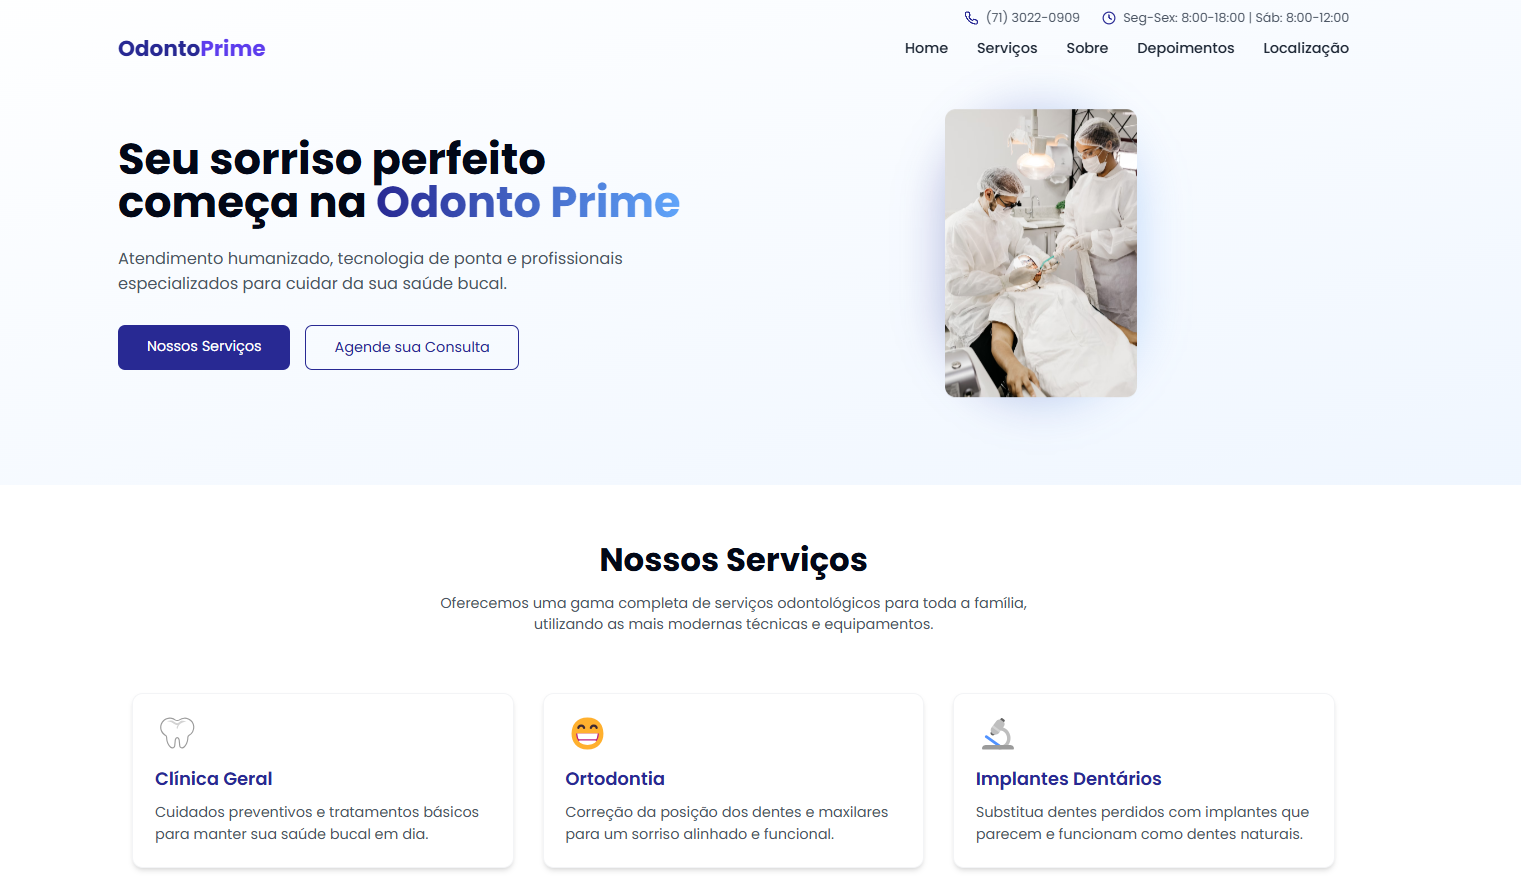 (71) 3022-0909
Seg-Sex: 8:00-18:00 | Sáb: 8:00-12:00
OdontoPrime
Home
Serviços
Sobre
Depoimentos
Localização
Seu sorriso perfeito
começa na Odonto Prime
Atendimento humanizado, tecnologia de ponta e profissionais
especializados para cuidar da sua saúde bucal.
Nossos Serviços
Agende sua Consulta
Nossos Serviços
Oferecemos uma gama completa de serviços odontológicos para toda a família,
utilizando as mais modernas técnicas e equipamentos.
Clínica Geral
Cuidados preventivos e tratamentos básicos
para manter sua saúde bucal em dia.
Ortodontia
Correção da posição dos dentes e maxilares
para um sorriso alinhado e funcional.
Implantes Dentários
Substitua dentes perdidos com implantes que
parecem e funcionam como dentes naturais.